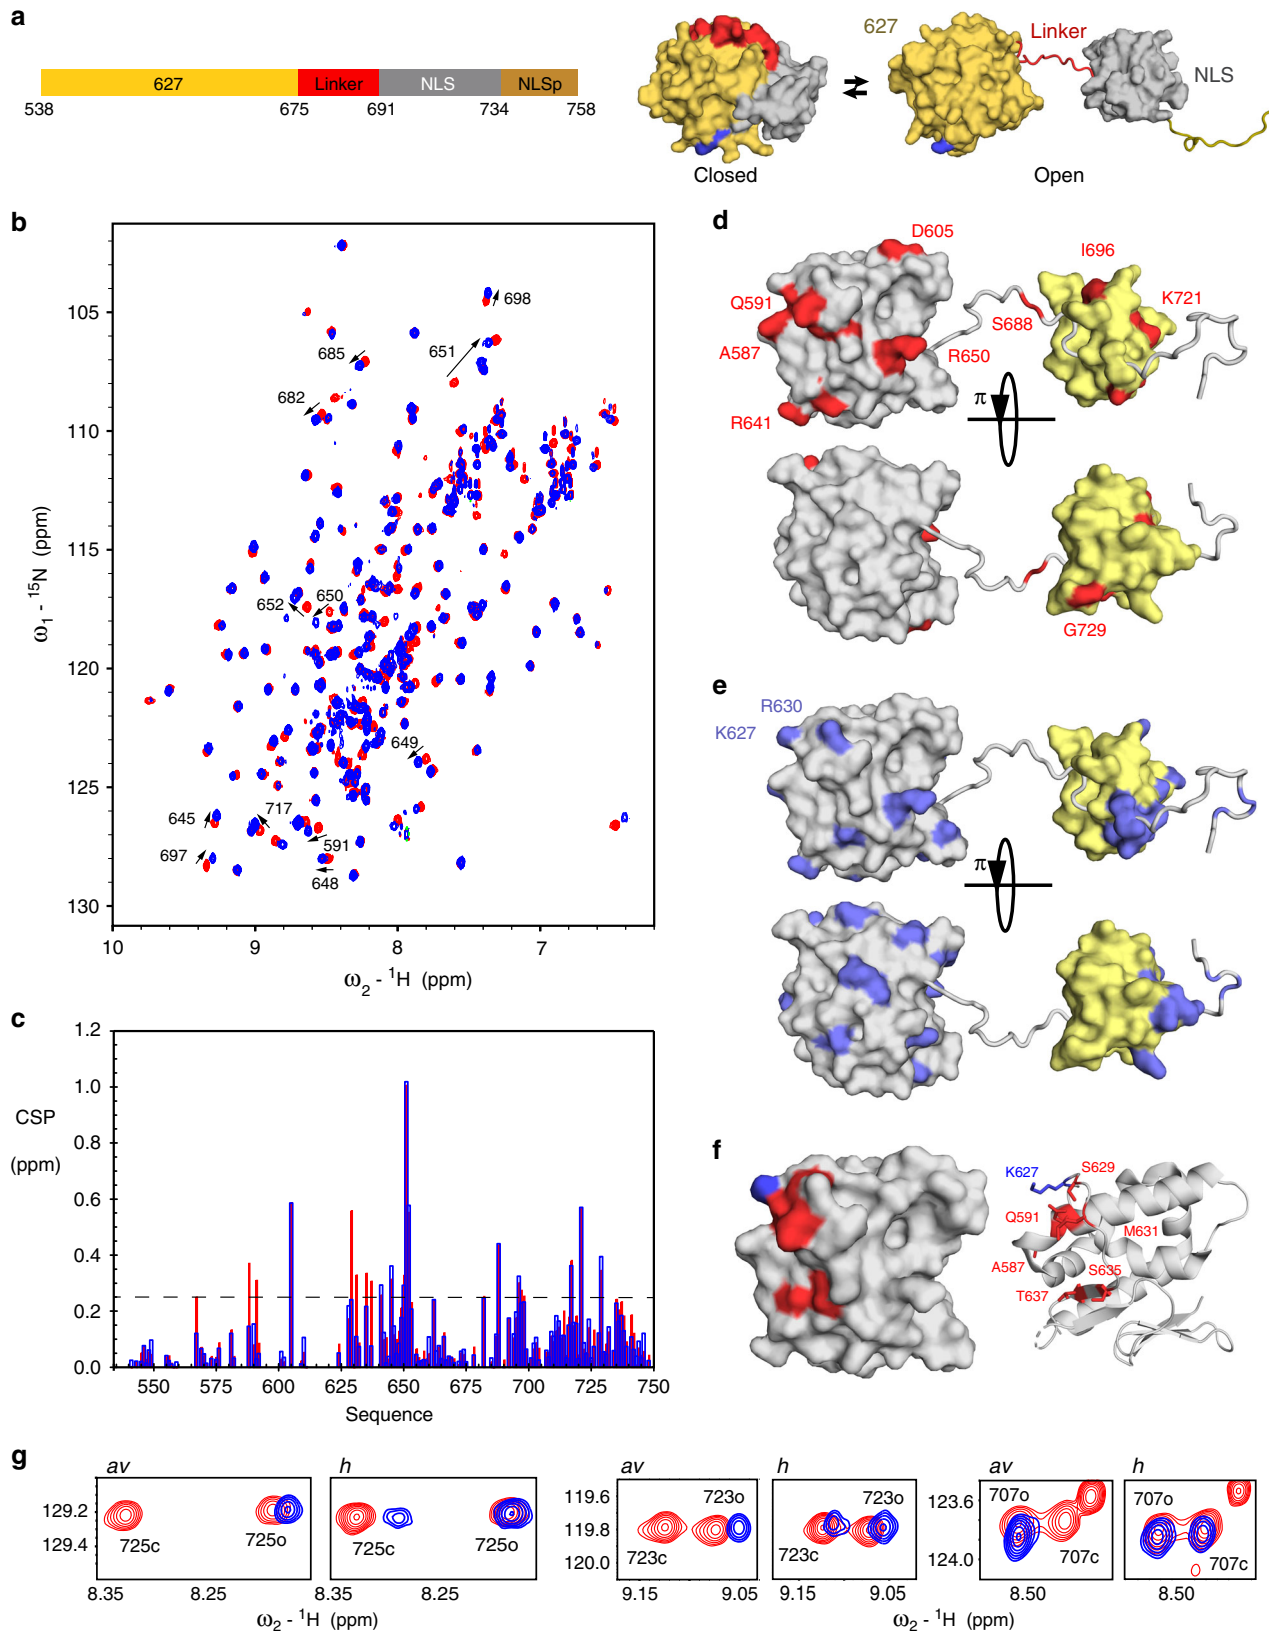 a
627
Linker
NLS
NLSp
538
675
691
734
758
627
Linker
NLS
Closed
Open
b
105
110
115
120
125
130
ω1 - 15N (ppm)
10
9
8
7
ω2 - 1H (ppm)
698
651
685
682
652
650
649
645
717
591
697
648
c
1.2
1.0
CSP
0.8
(ppm)
0.6
0.4
0.2
0.0
550
575
600
625
650
675
700
725
750
Sequence
d
D605
I696
Q591
K721
S688
A587
R650
π
R641
G729
e
R630
K627
π
f
K627
S629
Q591
M631
A587
S635
T637
g
av
h
129.2
129.4
725c
725o
725c
725o
8.35
8.25
8.35
8.25
ω2 - 1H (ppm)
av
h
119.6
119.8
120.0
723o
723c
723o
723c
9.15
9.05
9.15
9.05
av
h
123.6
124.0
707o
707c
707o
707c
8.50
8.50
ω2 - 1H (ppm)